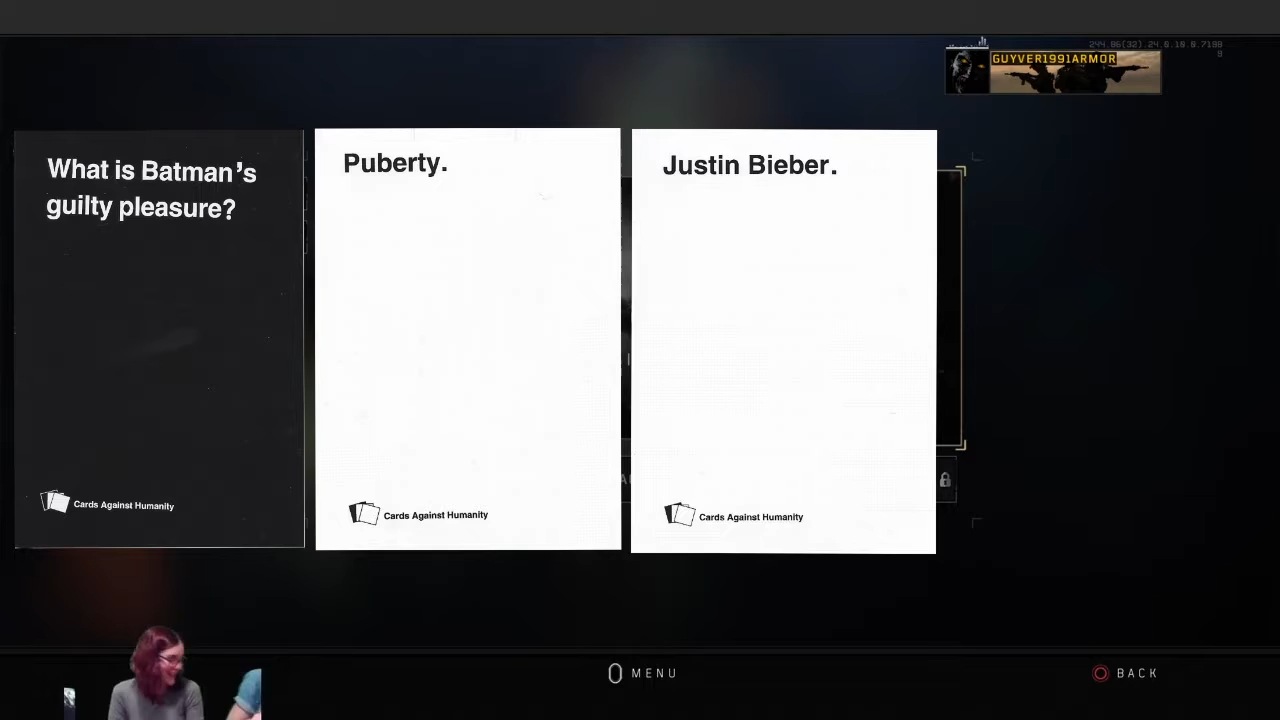 GUYVER1991ARMOR
What is Batman's
guilty pleasure?
Puberty.
Justin Bieber.
Cards Against Humanity
Cards Against Humanity
Cards Against Humanity
MENU
BACK